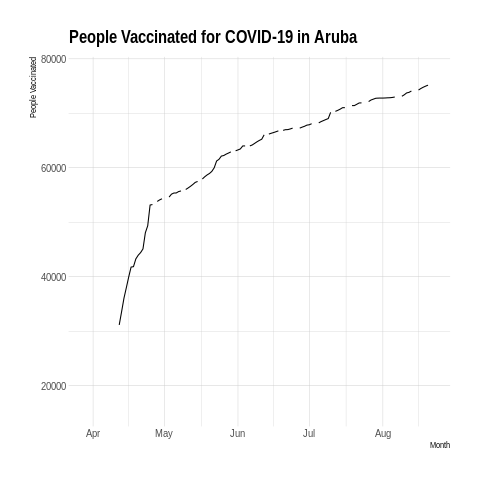 People Vaccinated for COVID-19 in Aruba
People Vaccinated
80000
60000
40000
20000
Apr May Jun Jul Aug
Month